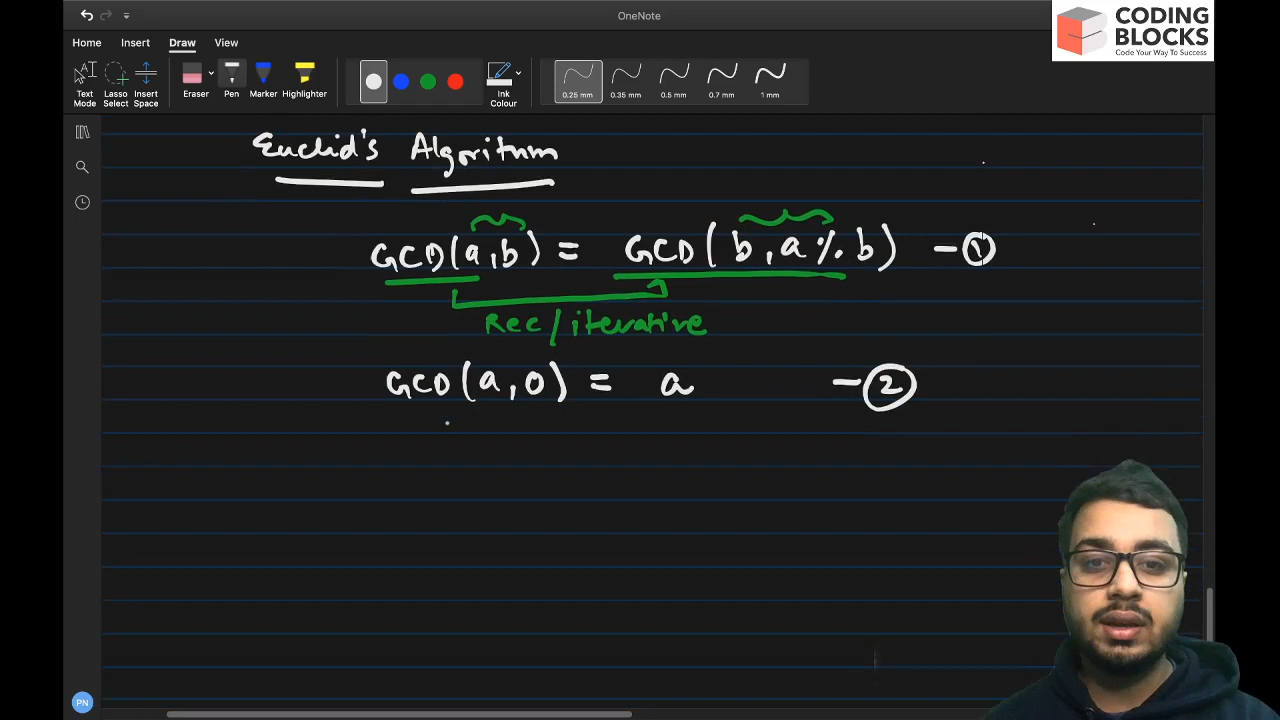 OneNote
CODING
BLOCKS
Code Your Way To Success
Home Insert Draw View
Text Mode
Lasso Select
Insert Space
Eraser
Pen
Marker
Highlighter
Ink Colour
0.25 mm 0.35 mm 0.5 mm 0.7 mm 1 mm
Euclid's Algoritum
GCD(a,b) = GCD(b,a%b) -①
Rec/iterative
GCD(a,0) = a -②
PN